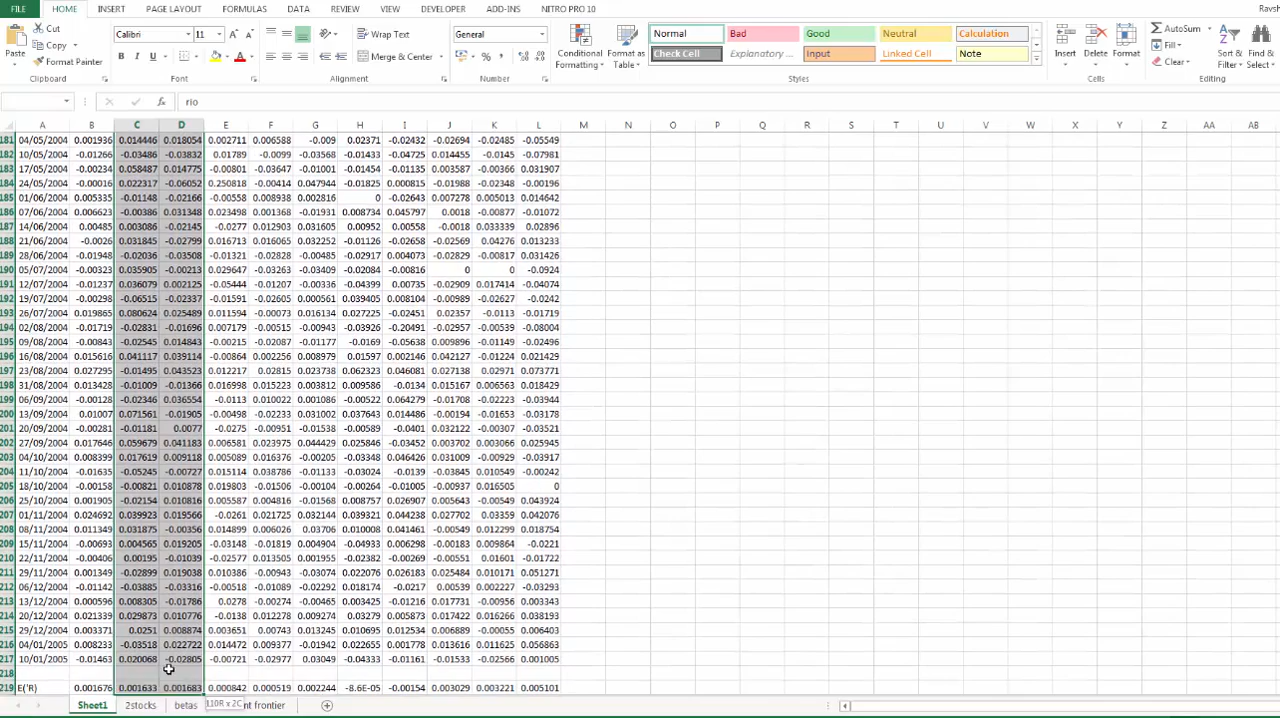 FILE HOME INSERT PAGE LAYOUT FORMULAS DATA REVIEW VIEW DEVELOPER ADD-INS NITRO PRO 10 Ravsh
Cut Calibri 11 Wrap Text General Normal Bad Good Neutral Calculation AutoSum
Copy Fill
Paste Format Painter Merge & Center Conditional Formatting Format as Table Check Cell Explanatory ... Input Linked Cell Note Insert Delete Format Clear Sort & Filter Find & Select
Clipboard Font Alignment Number Styles Cells Editing
rio
A B C D E F G H I J K L M N O P Q R S T U V W X Y Z AA AB AC
181 04/05/2004 0.001936 0.014446 0.018054 0.002711 0.006588 -0.009 0.02371 -0.02432 -0.02694 -0.02485 -0.05549
182 10/05/2004 -0.01266 -0.03486 -0.03832 0.01789 -0.0099 -0.03568 -0.01433 -0.04725 0.014455 -0.0145 -0.07981
183 17/05/2004 -0.00234 0.058487 0.014775 -0.00801 -0.03647 -0.01001 -0.01454 -0.01135 0.003587 -0.00366 0.031907
184 24/05/2004 -0.00016 0.022317 -0.06052 0.250818 -0.00414 0.047944 -0.01825 0.000815 -0.01988 -0.02348 -0.00196
185 01/06/2004 0.005335 -0.01148 -0.02166 -0.00558 0.008938 0.002816 0 -0.02643 0.007278 0.005013 0.014642
186 07/06/2004 0.006623 -0.00386 0.031348 0.023498 0.001368 -0.01931 0.008734 0.045797 0.0018 -0.00877 -0.01072
187 14/06/2004 0.00485 0.003086 -0.02145 -0.0277 0.012903 0.031605 0.00952 0.00558 -0.0018 0.033339 0.02896
188 21/06/2004 -0.0026 0.031845 -0.02799 0.016713 0.016065 0.032252 -0.01126 -0.02658 -0.02569 0.04276 0.013233
189 28/06/2004 -0.01948 -0.02036 -0.03508 -0.01321 -0.02828 -0.00485 -0.02917 0.004073 -0.02829 -0.00817 0.031426
190 05/07/2004 -0.00323 0.035905 -0.00213 0.029647 -0.03263 -0.03409 -0.02084 -0.00816 0 0 -0.0924
191 12/07/2004 -0.01237 0.036079 0.002125 -0.05444 -0.01207 -0.00336 -0.04399 0.00735 -0.02909 0.017414 -0.04074
192 19/07/2004 -0.00298 -0.06515 -0.02337 -0.01591 -0.02605 0.000561 0.039405 0.008104 -0.00989 -0.02627 -0.0242
193 26/07/2004 0.019865 0.080624 0.025489 0.011594 -0.00073 0.016134 0.027225 -0.02451 0.02357 -0.0113 -0.01719
194 02/08/2004 -0.01719 -0.02831 -0.01696 0.007179 -0.00515 -0.00943 -0.03926 -0.20491 -0.02957 -0.00539 -0.08004
195 09/08/2004 -0.00843 -0.02545 0.014843 -0.00215 -0.02087 -0.01177 -0.0169 -0.05638 0.009896 -0.01149 -0.02496
196 16/08/2004 0.015616 0.041117 0.039114 -0.00864 0.002256 0.008979 0.01597 0.002146 0.042127 -0.01224 0.021429
197 23/08/2004 0.027295 -0.01495 0.043523 0.012217 0.02815 0.023738 0.062323 0.046081 0.027138 0.02971 0.073771
198 31/08/2004 0.013428 -0.01009 -0.01366 0.016998 0.015223 0.003812 0.009586 -0.0134 0.015167 0.006563 0.018429
199 06/09/2004 -0.00128 -0.02346 0.036554 -0.0113 0.010022 0.001086 -0.00522 0.064279 -0.01708 -0.02223 -0.03944
200 13/09/2004 0.01007 0.071561 -0.01905 -0.00498 -0.02233 0.031002 0.037643 0.014486 -0.00194 -0.01653 -0.03178
201 20/09/2004 -0.00281 -0.01181 0.0077 -0.0275 -0.00951 -0.01538 -0.00589 -0.0401 0.032122 -0.00307 -0.03521
202 27/09/2004 0.017646 0.059679 0.041183 0.006581 0.023975 0.044429 0.025846 -0.03452 0.003702 0.003066 0.025945
203 04/10/2004 0.008399 0.017619 0.009118 0.005089 0.016376 -0.00205 -0.03348 0.046426 0.031009 -0.00929 -0.03917
204 11/10/2004 -0.01635 -0.05245 -0.00727 0.015114 0.038786 -0.01133 -0.03024 -0.0139 -0.03845 0.010549 -0.00242
205 18/10/2004 -0.00655 -0.00821 0.010878 0.019803 -0.01506 -0.00104 -0.00264 -0.01005 -0.00937 0.016505 0
206 25/10/2004 0.001905 -0.02154 0.010816 0.005587 0.004816 -0.01568 0.008757 0.026907 0.005643 -0.00549 0.043924
207 01/11/2004 0.024692 0.039923 0.019566 -0.0261 0.021725 0.032144 0.039321 0.044238 0.027702 0.03359 0.042076
208 08/11/2004 0.011349 0.031875 -0.00356 0.014899 0.006026 0.03706 0.010008 0.041461 -0.00549 0.012299 0.018754
209 15/11/2004 -0.00693 0.004565 0.019205 -0.03148 -0.01819 0.004904 -0.04933 0.006298 -0.00183 0.009864 -0.0221
210 22/11/2004 -0.00406 0.00195 -0.01039 -0.02577 0.013505 0.001955 -0.02382 -0.00269 -0.00551 0.01601 -0.01722
211 29/11/2004 0.001349 -0.02899 0.019038 0.010386 -0.00943 -0.03074 0.022076 0.026183 0.025484 0.010171 0.051271
212 06/12/2004 -0.01142 -0.03885 -0.03316 -0.00518 -0.01089 -0.02292 0.018174 -0.0217 0.00539 0.002227 -0.03293
213 13/12/2004 0.000596 0.008305 -0.01786 0.0278 -0.00274 -0.00465 0.003425 -0.01216 0.017731 -0.00956 0.003343
214 20/12/2004 0.021339 0.029873 0.010776 -0.0138 0.012278 0.009274 0.03279 0.005873 0.017422 0.016266 0.038193
215 29/12/2004 0.003371 0.0251 0.008874 0.003651 0.00743 0.013245 0.010695 0.012534 0.006889 -0.00055 0.006403
216 04/01/2005 0.008233 -0.03518 0.022722 0.014472 0.009377 -0.01942 0.022655 0.001778 0.013616 0.011625 0.056863
217 10/01/2005 -0.01463 0.020068 -0.02805 -0.00721 -0.02977 0.03049 -0.04333 -0.01161 -0.01533 -0.02566 0.001005
218
219 E('R) 0.001676 0.001633 0.001683 0.000842 0.000519 0.002244 -8.6E-05 -0.00154 0.003029 0.003221 0.005101
Sheet1 2stocks betas 110R x 2C nt frontier